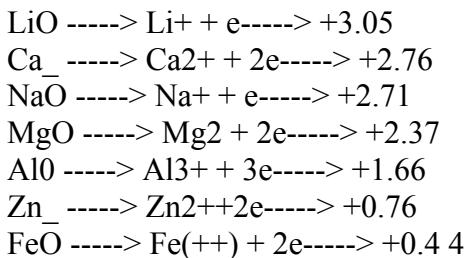 LiO -----> Li+ + e-----> +3.05
Ca_ -----> Ca2+ + 2e-----> +2.76
NaO -----> Na+ + e-----> +2.71
MgO -----> Mg2 + 2e-----> +2.37
Al0 -----> Al3+ + 3e-----> +1.66
Zn_ -----> Zn2++2e-----> +0.76
FeO -----> Fe(++) + 2e-----> +0.4 4